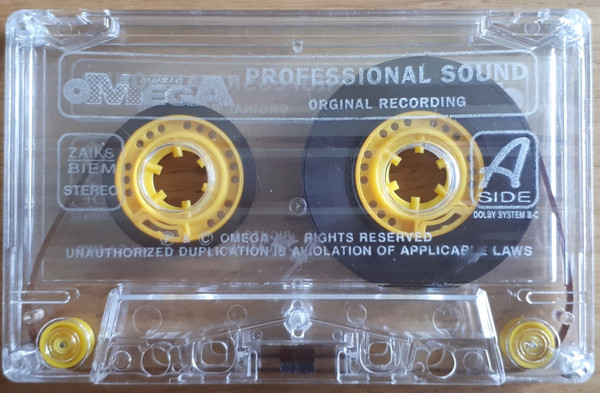 MUSIC
OMEGA
PROFESSIONAL SOUND
ORGINAL RECORDING
ZAIKS
BIEM
STEREO
A
SIDE
DOLBY SYSTEM B-C
Ⓟ & © OMEGA ALL RIGHTS RESERVED
UNAUTHORIZED DUPLICATION IS A VIOLATION OF APPLICABLE LAWS